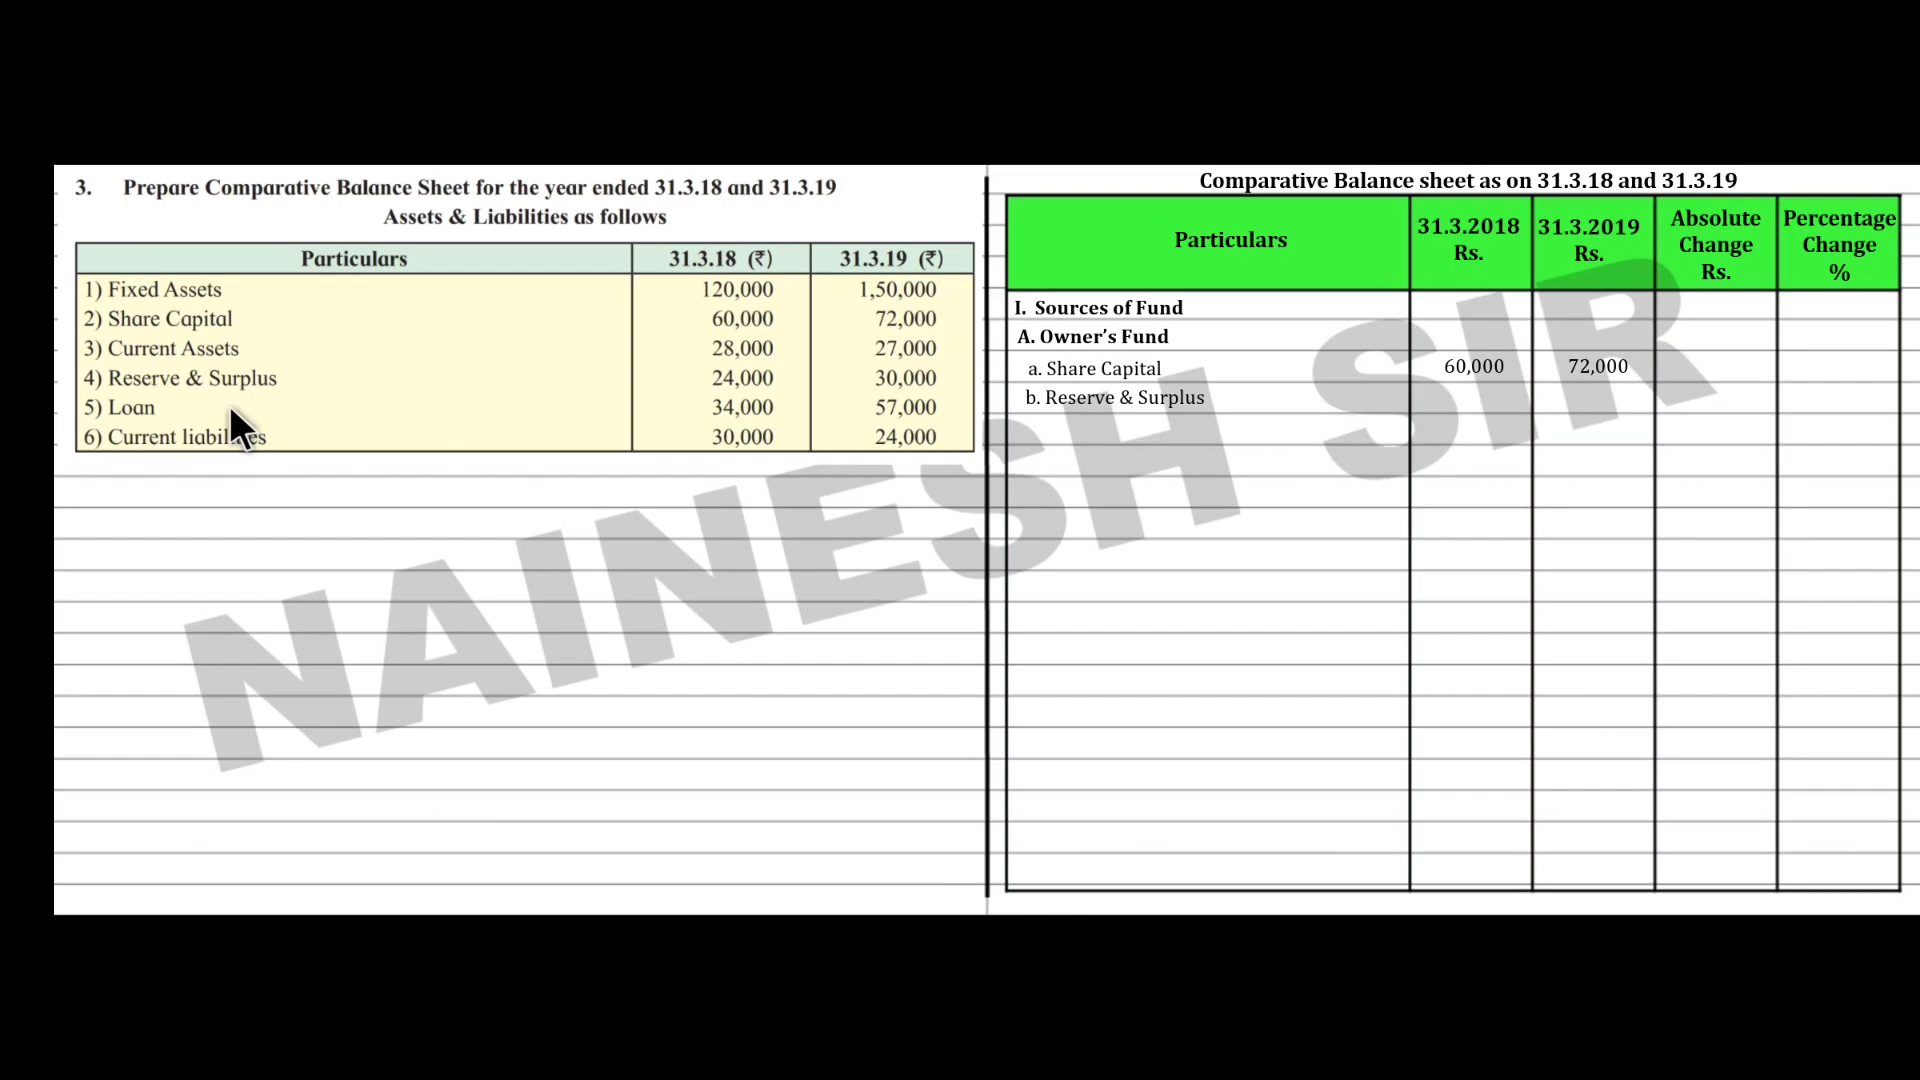 3. Prepare Comparative Balance Sheet for the year ended 31.3.18 and 31.3.19
Assets & Liabilities as follows
Particulars 31.3.18 (₹) 31.3.19 (₹)
1) Fixed Assets 120,000 1,50,000
2) Share Capital 60,000 72,000
3) Current Assets 28,000 27,000
4) Reserve & Surplus 24,000 30,000
5) Loan 34,000 57,000
6) Current liabilities 30,000 24,000
Comparative Balance sheet as on 31.3.18 and 31.3.19
Particulars 31.3.2018 Rs. 31.3.2019 Rs. Absolute Change Rs. Percentage Change %
I. Sources of Fund
A. Owner's Fund
a. Share Capital 60,000 72,000
b. Reserve & Surplus
NAINESH SIR